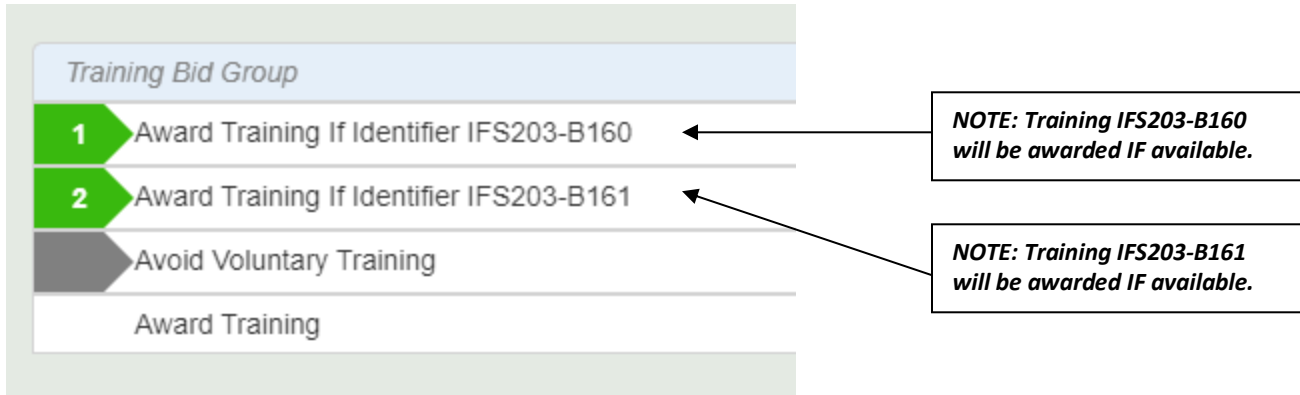 Training Bid Group
1 Award Training If Identifier IFS203-B160
NOTE: Training IFS203-B160
will be awarded IF available.
2 Award Training If Identifier IFS203-B161
Avoid Voluntary Training
NOTE: Training IFS203-B161
will be awarded IF available.
Award Training